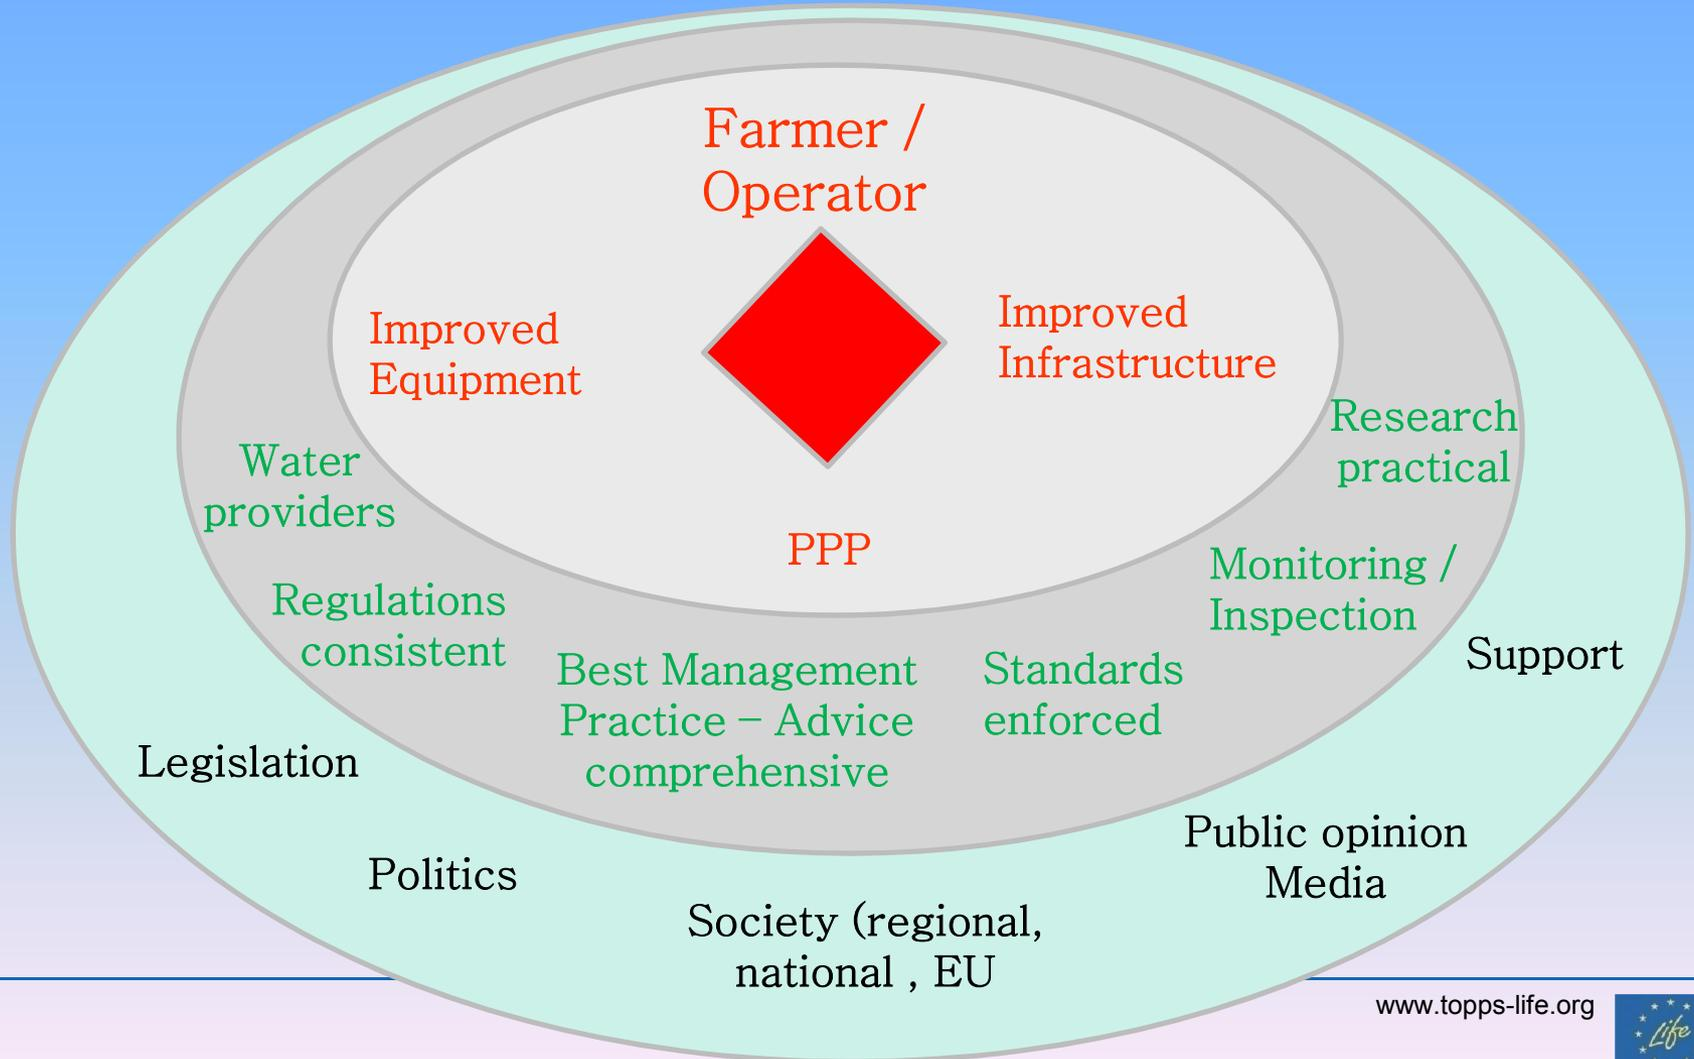 Farmer /
Operator
Improved
Equipment
Improved
Infrastructure
PPP
Water
providers
Regulations
consistent
Best Management
Practice – Advice
comprehensive
Standards
enforced
Monitoring /
Inspection
Research
practical
Legislation
Politics
Society (regional,
national , EU
Public opinion
Media
Support
www.topps-life.org
Life